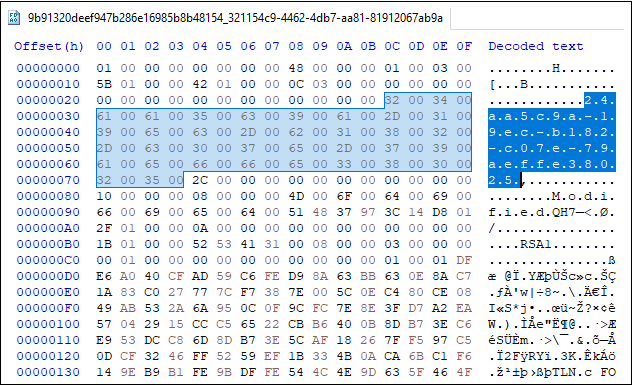 9b91320deef947b286e16985b8b48154_321154c9-4462-4db7-aa81-81912067ab9a
Offset(h) 00 01 02 03 04 05 06 07 08 09 0A 0B 0C 0D 0E 0F Decoded text
00000000 01 00 00 00 00 00 00 00 48 00 00 00 01 00 03 00 ........H.......
00000010 5B 01 00 00 42 01 00 00 0C 03 00 00 00 00 00 00 [...B...........
00000020 00 00 00 00 00 00 00 00 00 00 00 00 32 00 34 00 ............2.4.
00000030 61 00 61 00 35 00 63 00 39 00 61 00 2D 00 31 00 a.a.5.c.9.a.-.1.
00000040 39 00 65 00 63 00 2D 00 62 00 31 00 38 00 32 00 9.e.c.-.b.1.8.2.
00000050 2D 00 63 00 30 00 37 00 65 00 2D 00 37 00 39 00 -.c.0.7.e.-.7.9.
00000060 61 00 65 00 66 00 66 00 65 00 33 00 38 00 30 00 a.e.f.f.e.3.8.0.
00000070 32 00 35 00 2C 00 00 00 00 00 00 00 00 00 00 00 2.5.,...........
00000080 10 00 00 00 08 00 00 00 4D 00 6F 00 64 00 69 00 ........M.o.d.i.
00000090 66 00 69 00 65 00 64 00 51 48 37 97 3C 14 D8 01 f.i.e.d.QH7—<.Ø.
000000A0 2F 01 00 00 0A 00 00 00 00 00 00 00 00 00 00 00 /...............
000000B0 1B 01 00 00 52 53 41 31 00 08 00 00 03 00 00 00 ....RSA1........
000000C0 00 01 00 00 00 00 00 00 00 00 00 00 01 00 01 DF ...............ß
000000D0 E6 A0 40 CF AD 59 C6 FE D9 8A 63 BB 63 0E 8A C7 æ @Ï.YÆþÙŠc»c.ŠÇ
000000E0 1A 83 C0 27 77 7C F7 38 7E 00 5C 0E C4 80 CE 08 .ƒÀ'w|÷8~.\.Ä€Î.
000000F0 49 AB 53 2A 6A 95 0C 0F 9C FC 7E 8E 3F D7 A2 EA I«S*j•..œü~Ž?×¢ê
00000100 57 04 29 15 CC C5 65 22 CB B6 40 0B 8D B7 3E C6 W.).ÌÅe"Ë¶@..·>Æ
00000110 E9 53 DC C8 6D 8D B7 3E 5C AF 18 26 7F F5 97 C5 éSÜÈm.·>\¯.&.õ—Å
00000120 0D CF 32 46 FF 52 59 EF 1B 33 4B 0A CA 6B C1 F6 .Ï2FÿRYï.3K.ÊkÁö
00000130 14 9E B9 B1 FE 9B DF FE 54 4C 4E 9D 63 5F 46 4F .ž¹±þ›ßþTLN.c_FO